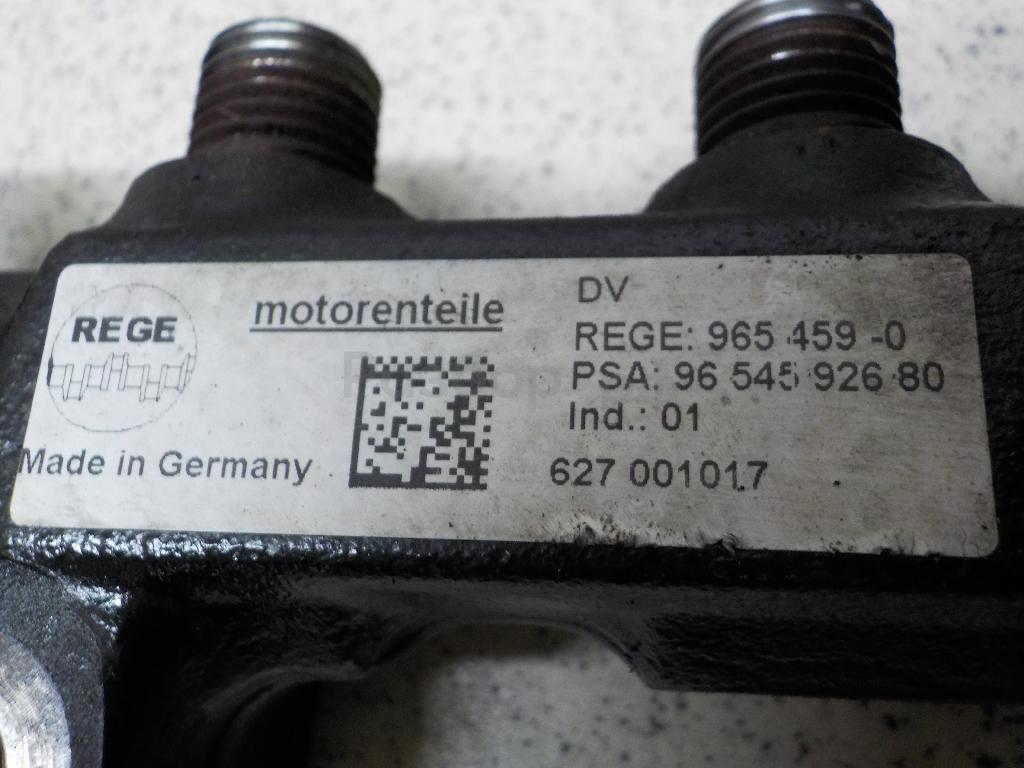 REGE
motorenteile
Made in Germany
DV
REGE: 965 459 -0
PSA: 96 545 926 80
Ind.: 01
627 001017